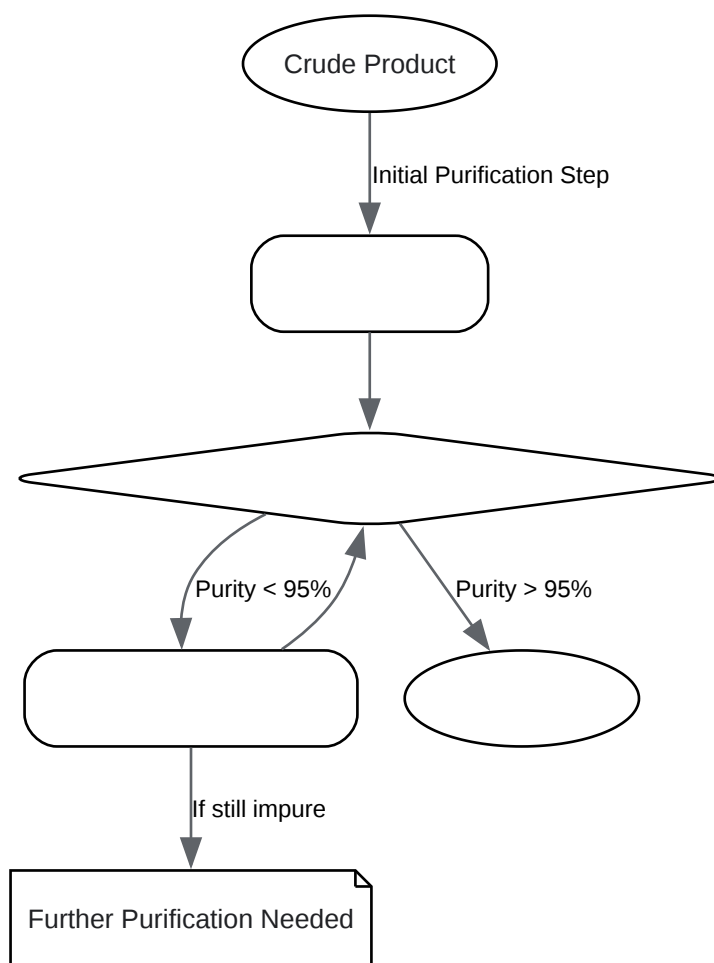 Crude Product
Initial Purification Step
Purity < 95%
Purity > 95%
If still impure
Further Purification Needed